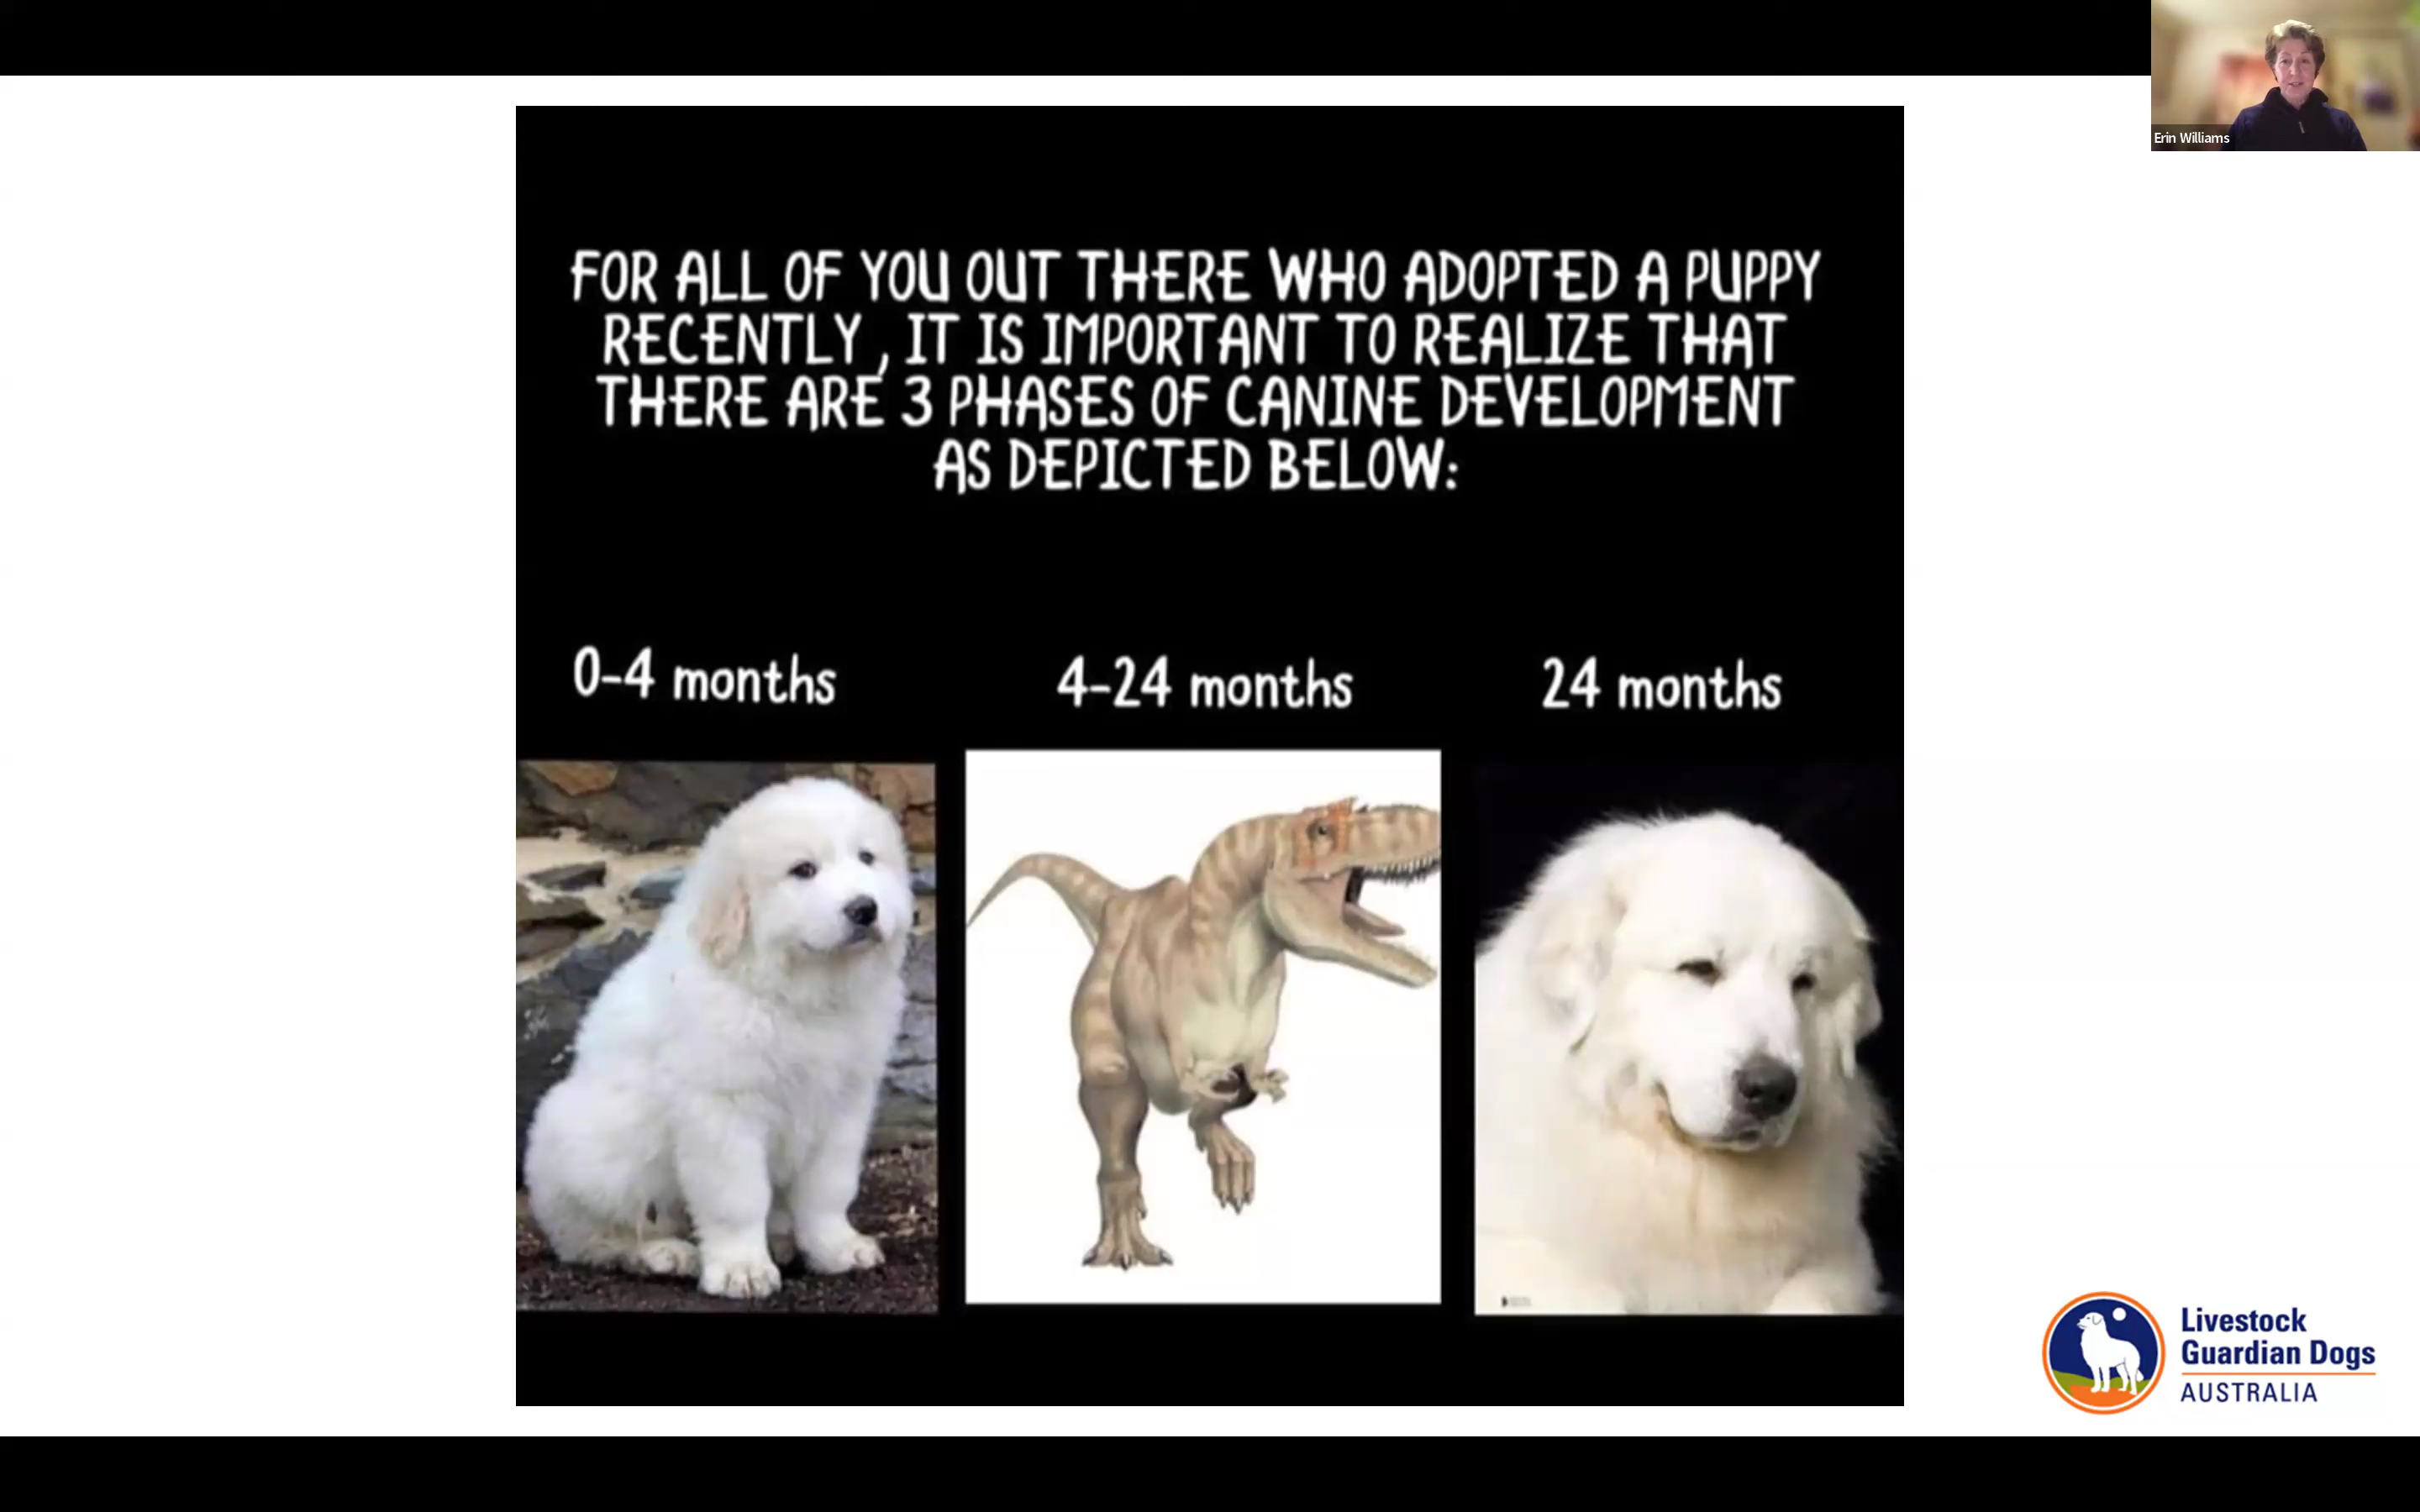 Erin Williams
FOR ALL OF YOU OUT THERE WHO ADOPTED A PUPPY
RECENTLY, IT IS IMPORTANT TO REALIZE THAT
THERE ARE 3 PHASES OF CANINE DEVELOPMENT
AS DEPICTED BELOW:
0-4 months
4-24 months
24 months
Livestock
Guardian Dogs
AUSTRALIA